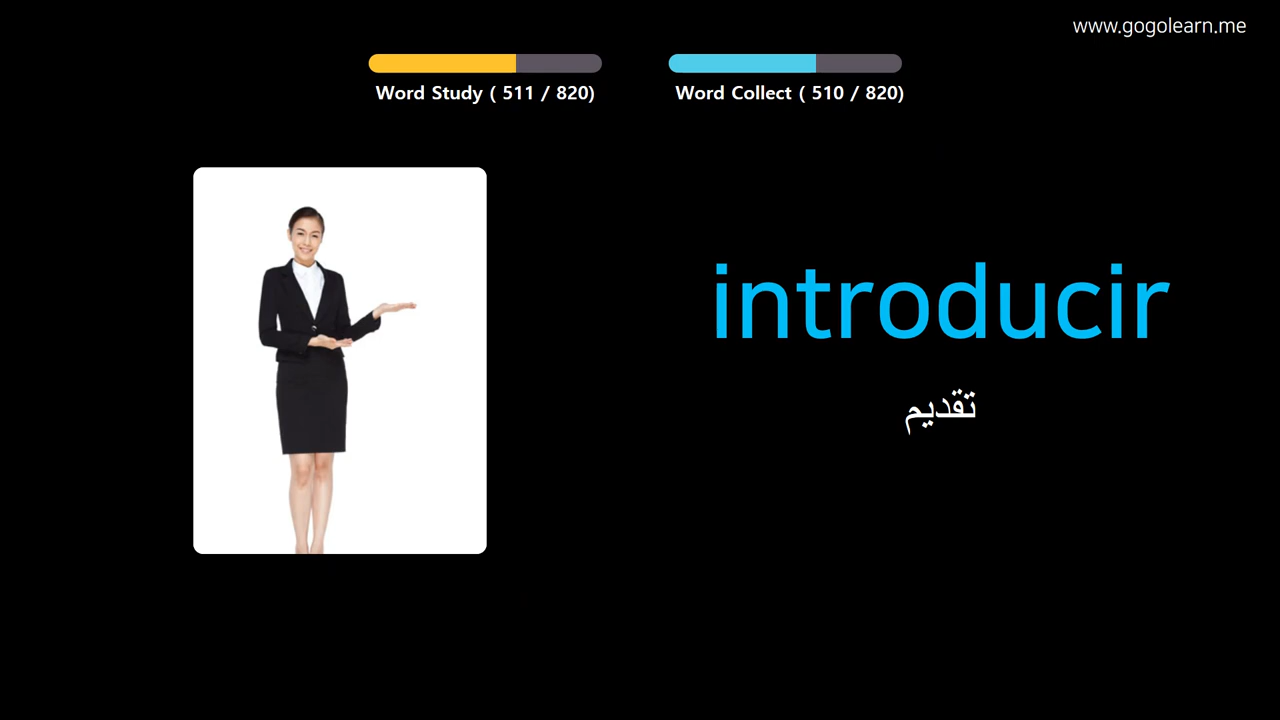 www.gogolearn.me
Word Study ( 511 / 820)
Word Collect ( 510 / 820)
introducir
تقديم